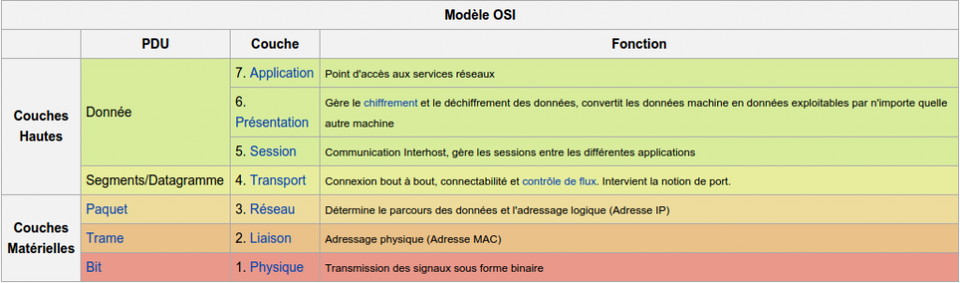 Modèle OSI
PDU Couche Fonction
Couches
Hautes
Donnée
7. Application Point d'accès aux services réseaux
6.
Présentation
Gère le chiffrement et le déchiffrement des données, convertit les données machine en données exploitables par n'importe quelle
autre machine
5. Session Communication Interhost, gère les sessions entre les différentes applications
Segments/Datagramme 4. Transport Connexion bout à bout, connectabilité et contrôle de flux. Intervient la notion de port.
Couches
Matérielles
Paquet 3. Réseau Détermine le parcours des données et l'adressage logique (Adresse IP)
Trame 2. Liaison Adressage physique (Adresse MAC)
Bit 1. Physique Transmission des signaux sous forme binaire